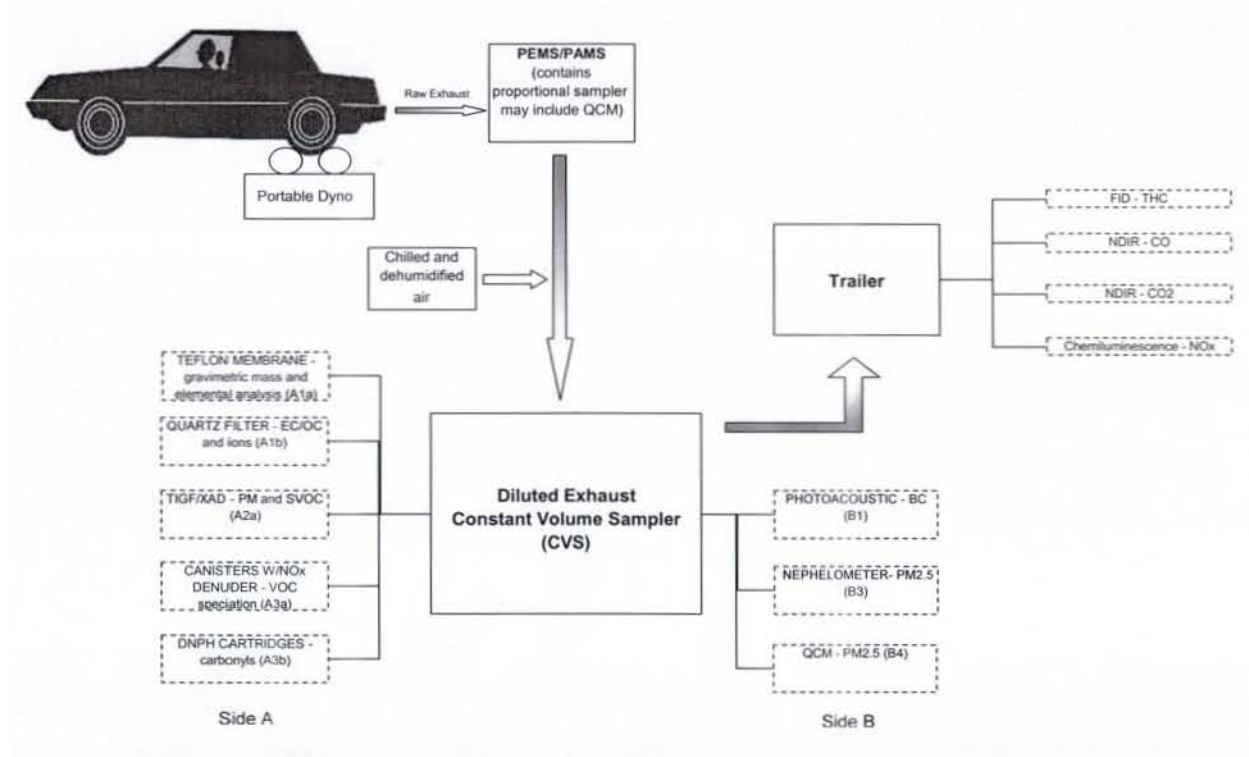 PEMS/PAMS
(contains
proportional sampler
may include QCM)
Raw Exhaust
Portable Dyno
Chilled and
dehumidified
air
Trailer
FID - THC
NDIR - CO
NDIR - CO2
Chemiluminescence - NOx
TEFLON MEMBRANE -
gravimetric mass and
elemental analysis (A1a)
QUARTZ FILTER - EC/OC
and ions (A1b)
TIGF/XAD - PM and SVOC
(A2a)
CANISTERS W/NOx
DENUDER - VOC
speciation (A3a)
DNPH CARTRIDGES -
carbonyls (A3b)
Side A
Diluted Exhaust
Constant Volume Sampler
(CVS)
PHOTOACOUSTIC - BC
(B1)
NEPHELOMETER- PM2.5
(B3)
QCM - PM2.5 (B4)
Side B